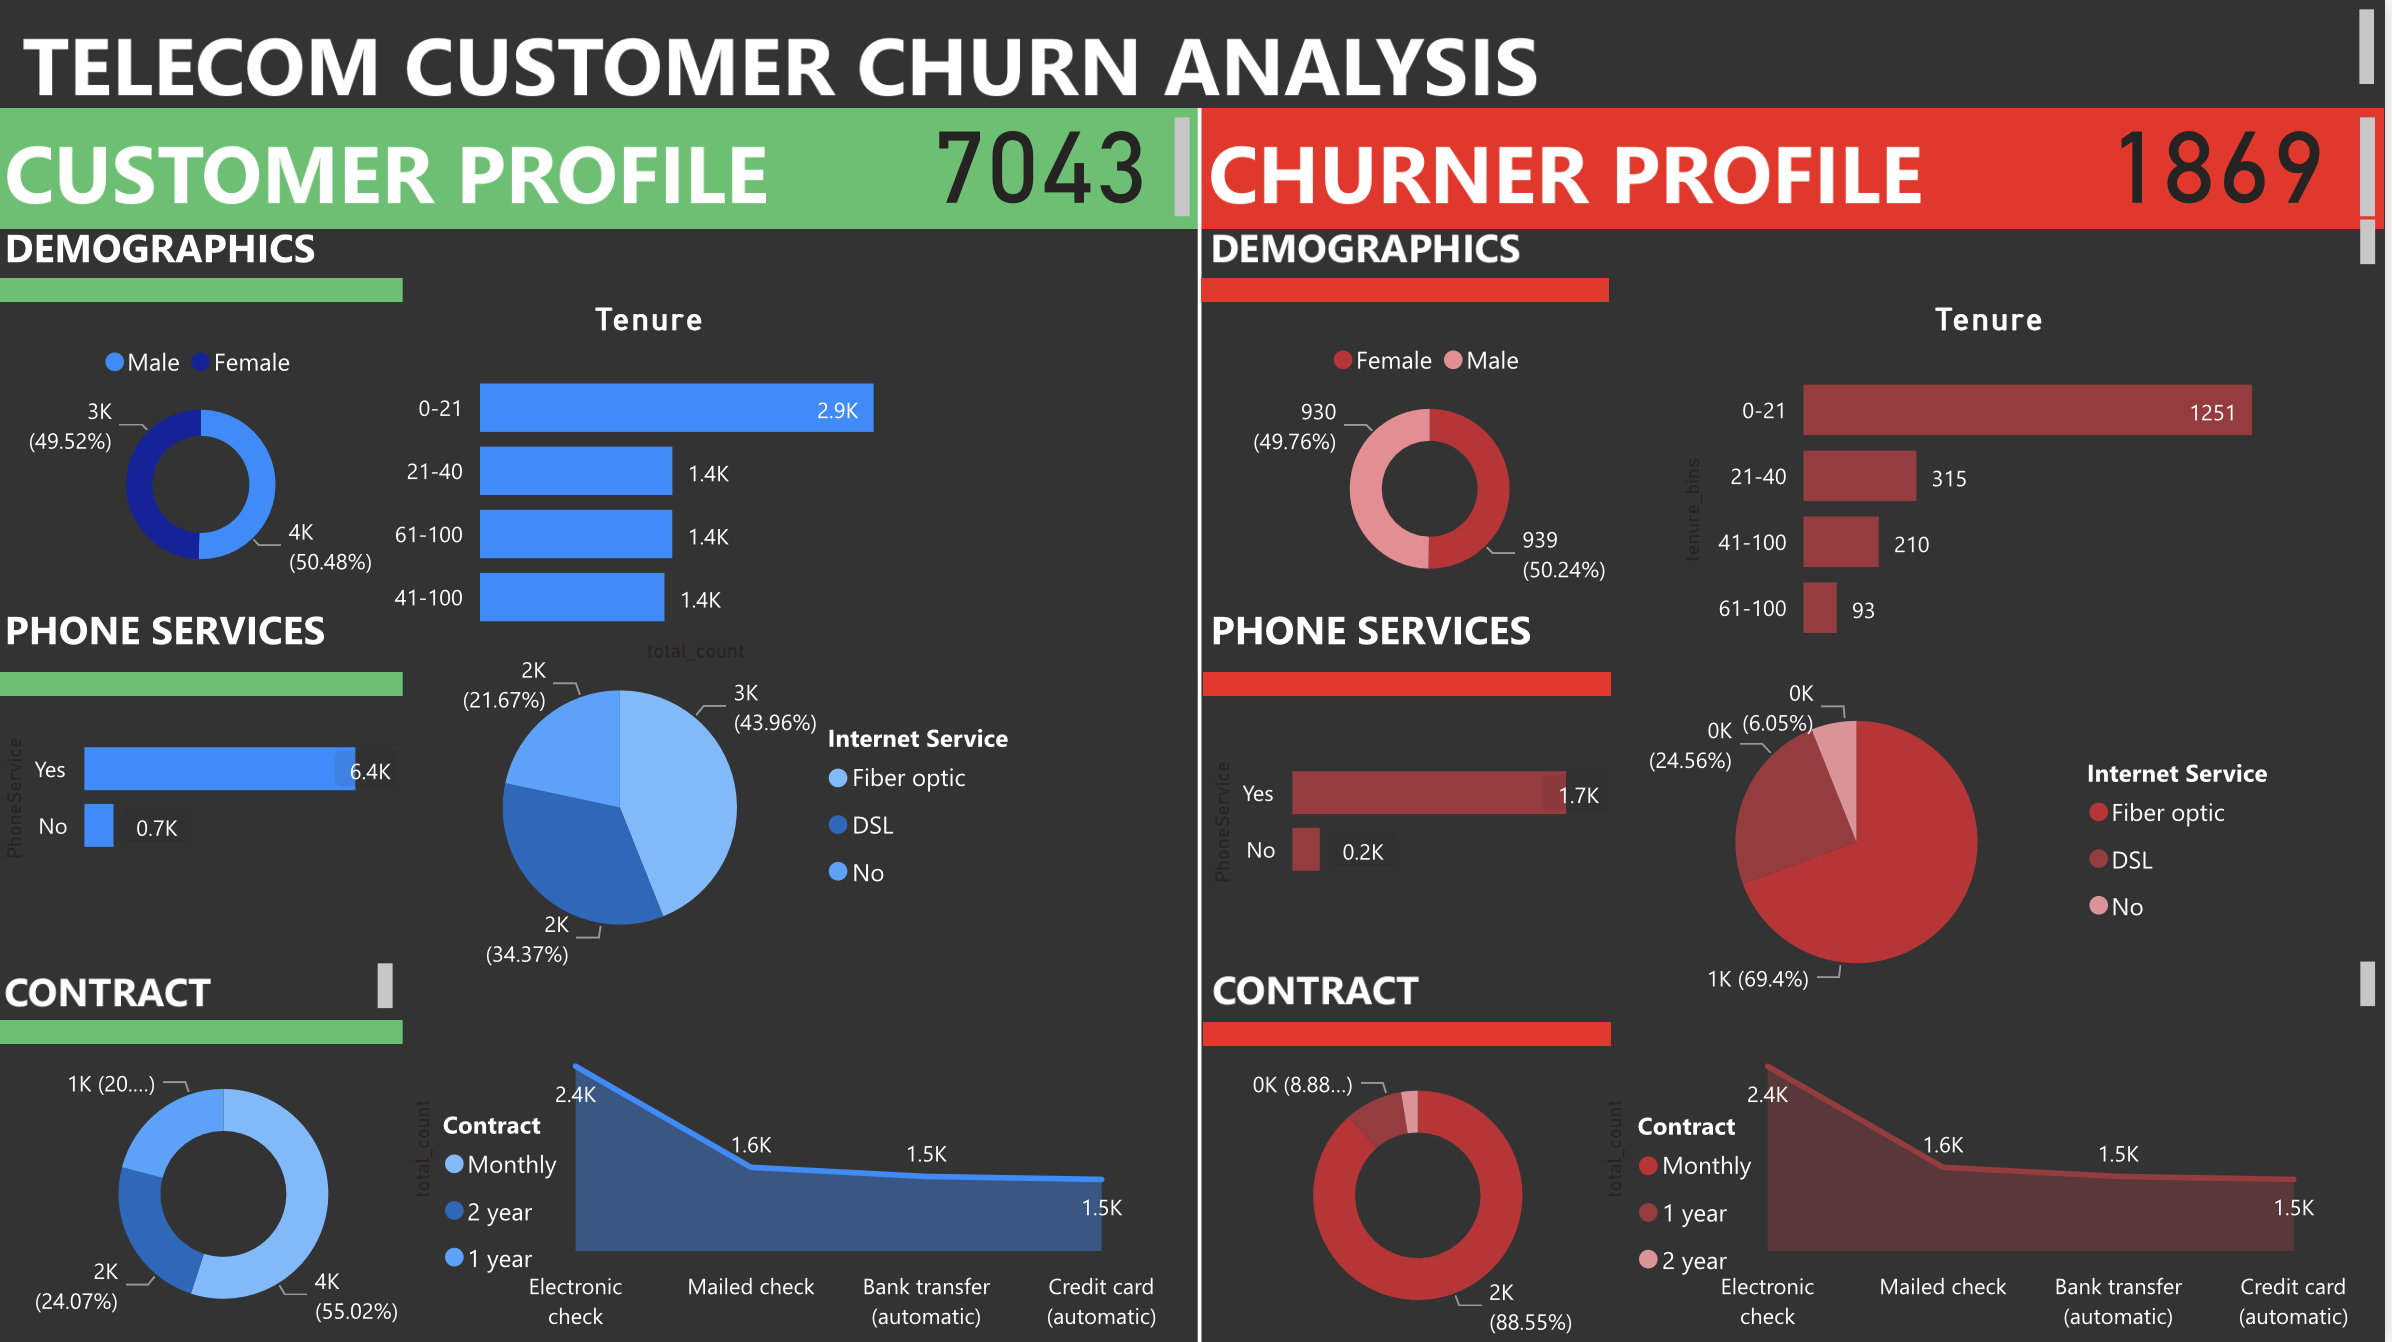 TELECOM CUSTOMER CHURN ANALYSIS
CUSTOMER PROFILE
7043
DEMOGRAPHICS
Male
Female
3K
(49.52%)
4K
(50.48%)
Tenure
0-21
2.9K
21-40
1.4K
61-100
1.4K
41-100
1.4K
total_count
PHONE SERVICES
PhoneService
Yes
6.4K
No
0.7K
2K
(21.67%)
3K
(43.96%)
2K
(34.37%)
Internet Service
Fiber optic
DSL
No
CONTRACT
1K (20....)
2K
(24.07%)
4K
(55.02%)
Contract
Monthly
2 year
1 year
total_count
2.4K
1.6K
1.5K
1.5K
Electronic
check
Mailed check
Bank transfer
(automatic)
Credit card
(automatic)
CHURNER PROFILE
1869
DEMOGRAPHICS
Female
Male
930
(49.76%)
939
(50.24%)
Tenure
tenure_bins
0-21
1251
21-40
315
41-100
210
61-100
93
PHONE SERVICES
PhoneService
Yes
1.7K
No
0.2K
0K
(6.05%)
0K
(24.56%)
1K (69.4%)
Internet Service
Fiber optic
DSL
No
CONTRACT
0K (8.88...)
2K
(88.55%)
Contract
Monthly
1 year
2 year
total_count
2.4K
1.6K
1.5K
1.5K
Electronic
check
Mailed check
Bank transfer
(automatic)
Credit card
(automatic)